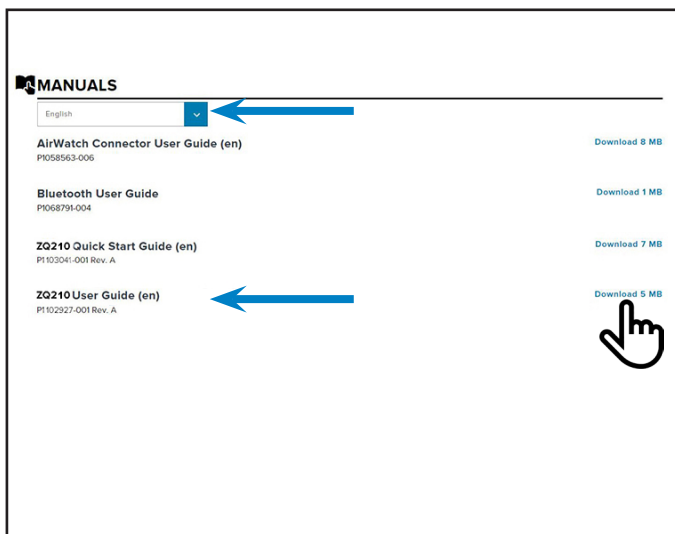 MANUALS
English
AirWatch Connector User Guide (en)
Download 8 MB
P1058563-006
Bluetooth User Guide
Download 1 MB
P1068791-004
ZQ210 Quick Start Guide (en)
Download 7 MB
P1103041-001 Rev. A
ZQ210 User Guide (en)
Download 5 MB
P1102927-001 Rev. A